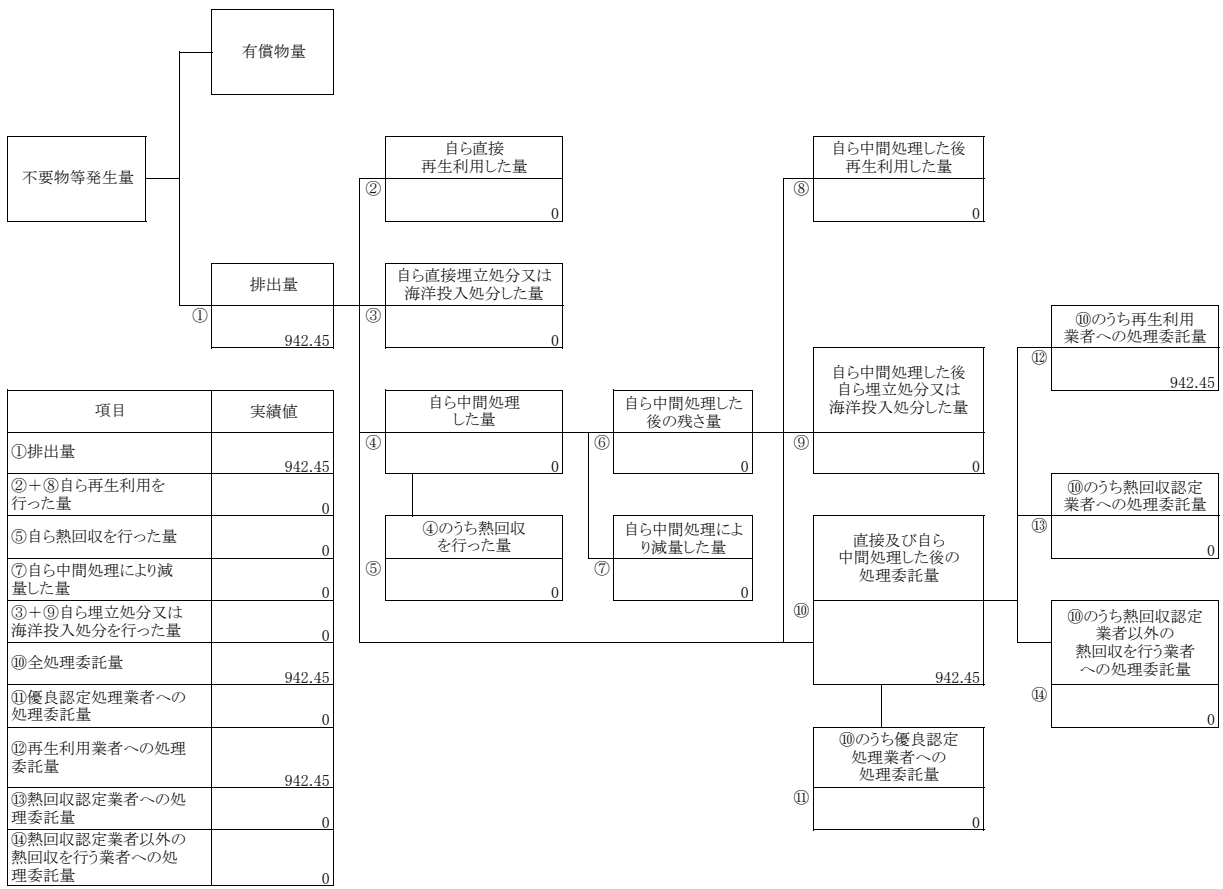 有償物量
不要物等発生量
排出量
①
942.45
自ら直接
再生利用した量
②
0
自ら直接埋立処分又は
海洋投入処分した量
③
0
自ら中間処理
した量
④
0
④のうち熱回収
を行った量
⑤
0
自ら中間処理した
後の残さ量
⑥
0
自ら中間処理によ
り減量した量
⑦
0
自ら中間処理した後
再生利用した量
⑧
0
自ら中間処理した後
自ら埋立処分又は
海洋投入処分した量
⑨
0
直接及び自ら
中間処理した後の
処理委託量
⑩
942.45
⑩のうち優良認定
処理業者への
処理委託量
⑪
0
⑩のうち再生利用
業者への処理委託量
⑫
942.45
⑩のうち熱回収認定
業者への処理委託量
⑬
0
⑩のうち熱回収認定
業者以外の
熱回収を行う業者
への処理委託量
⑭
0
項目 実績値
①排出量
942.45
②＋⑧自ら再生利用を
行った量
0
⑤自ら熱回収を行った量
0
⑦自ら中間処理により減
量した量
0
③＋⑨自ら埋立処分又は
海洋投入処分を行った量
0
⑩全処理委託量
942.45
⑪優良認定処理業者への
処理委託量
0
⑫再生利用業者への処理
委託量
942.45
⑬熱回収認定業者への処
理委託量
0
⑭熱回収認定業者以外の
熱回収を行う業者への処
理委託量
0